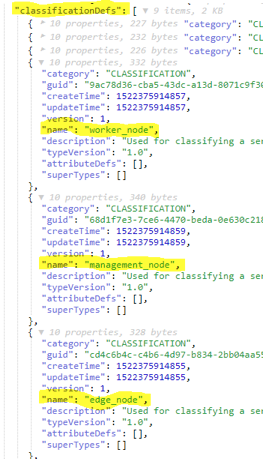 "classificationDefs": [ ▼ 9 items, 2 KB
{ ▸ 10 properties, 227 bytes "category": "CL
{ ▸ 10 properties, 232 bytes "category": "CL
{ ▸ 10 properties, 226 bytes "category": "CL
{ ▼ 10 properties, 332 bytes
"category": "CLASSIFICATION",
"guid": "9ac78d36-cba5-43dc-a13d-8071c9f36
"createTime": 1522375914857,
"updateTime": 1522375914857,
"version": 1,
"name": "worker_node",
"description": "Used for classifying a ser
"typeVersion": "1.0",
"attributeDefs": [],
"superTypes": []
},
{ ▼ 10 properties, 340 bytes
"category": "CLASSIFICATION",
"guid": "68d1f7e3-7ce6-4470-beda-0e630c218
"createTime": 1522375914859,
"updateTime": 1522375914859,
"version": 1,
"name": "management_node",
"description": "Used for classifying a ser
"typeVersion": "1.0",
"attributeDefs": [],
"superTypes": []
},
{ ▼ 10 properties, 328 bytes
"category": "CLASSIFICATION",
"guid": "cd4c6b4c-c4b6-4d97-b834-2bb04aa55
"createTime": 1522375914855,
"updateTime": 1522375914855,
"version": 1,
"name": "edge_node",
"description": "Used for classifying a ser
"typeVersion": "1.0",
"attributeDefs": [],
"superTypes": []
},